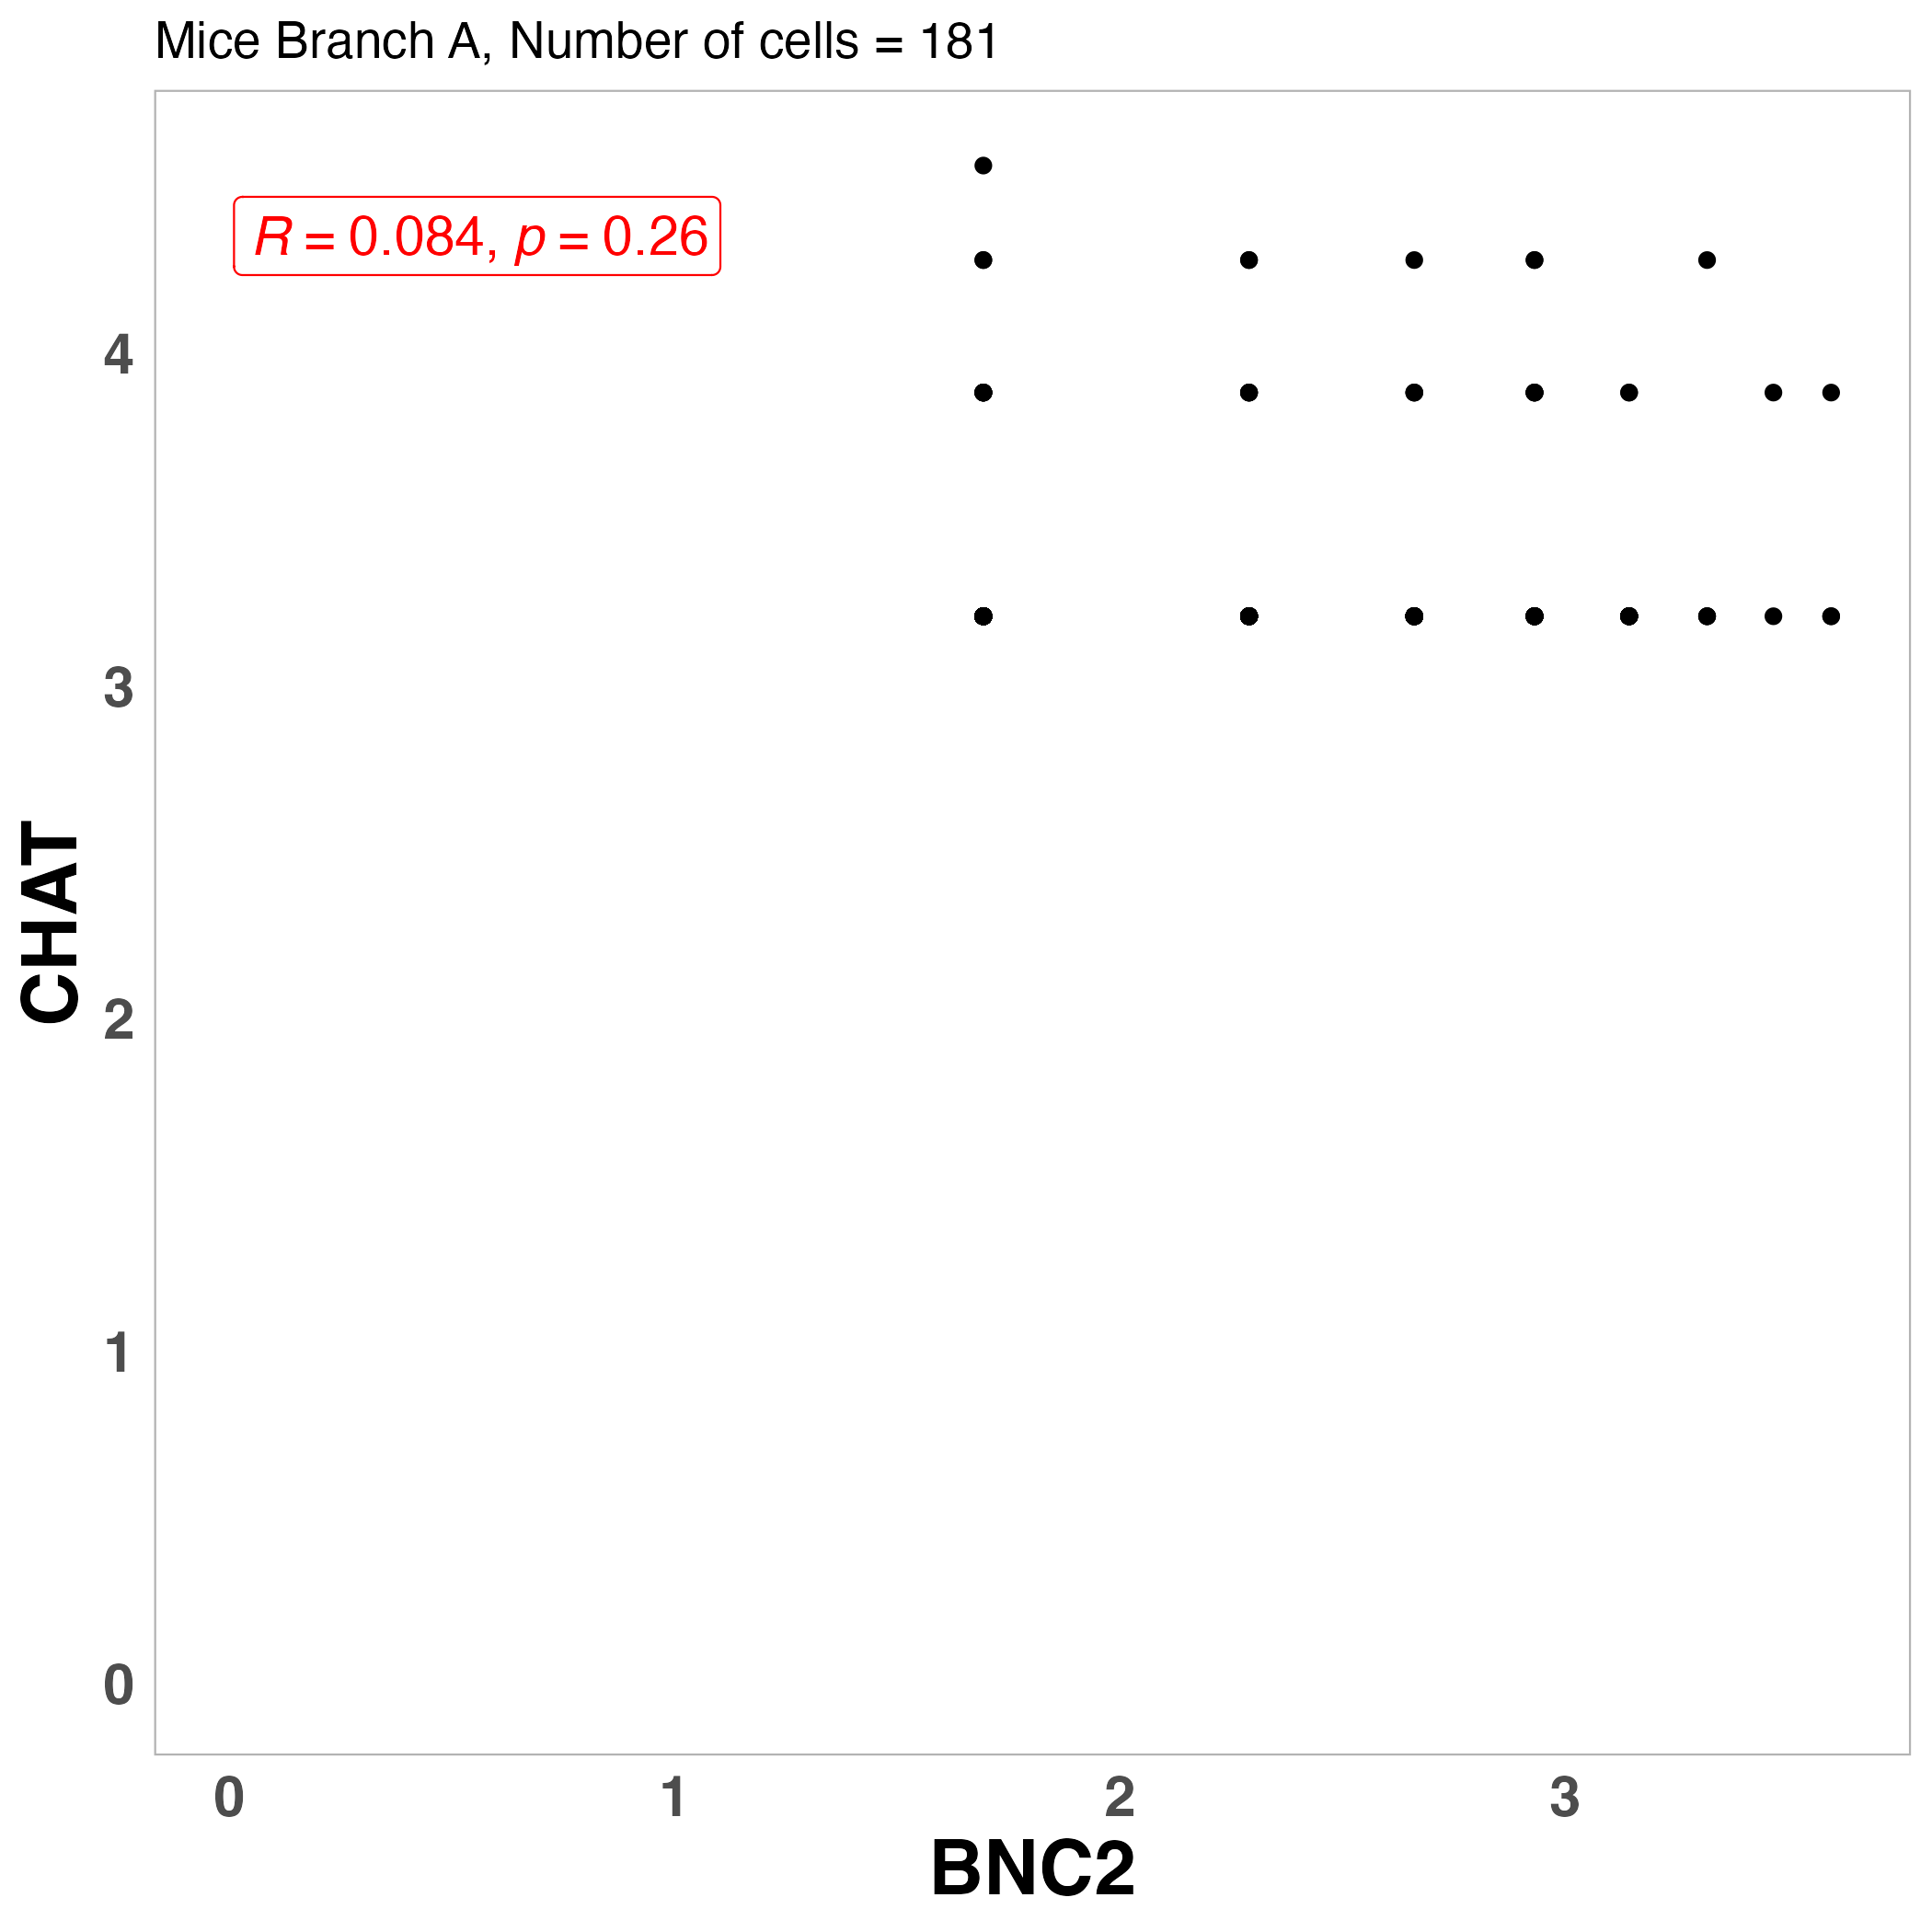 Mice Branch A, Number of cells = 181
R = 0.084, p = 0.26
4
3
2
1
0
CHAT
0 1 2 3
BNC2